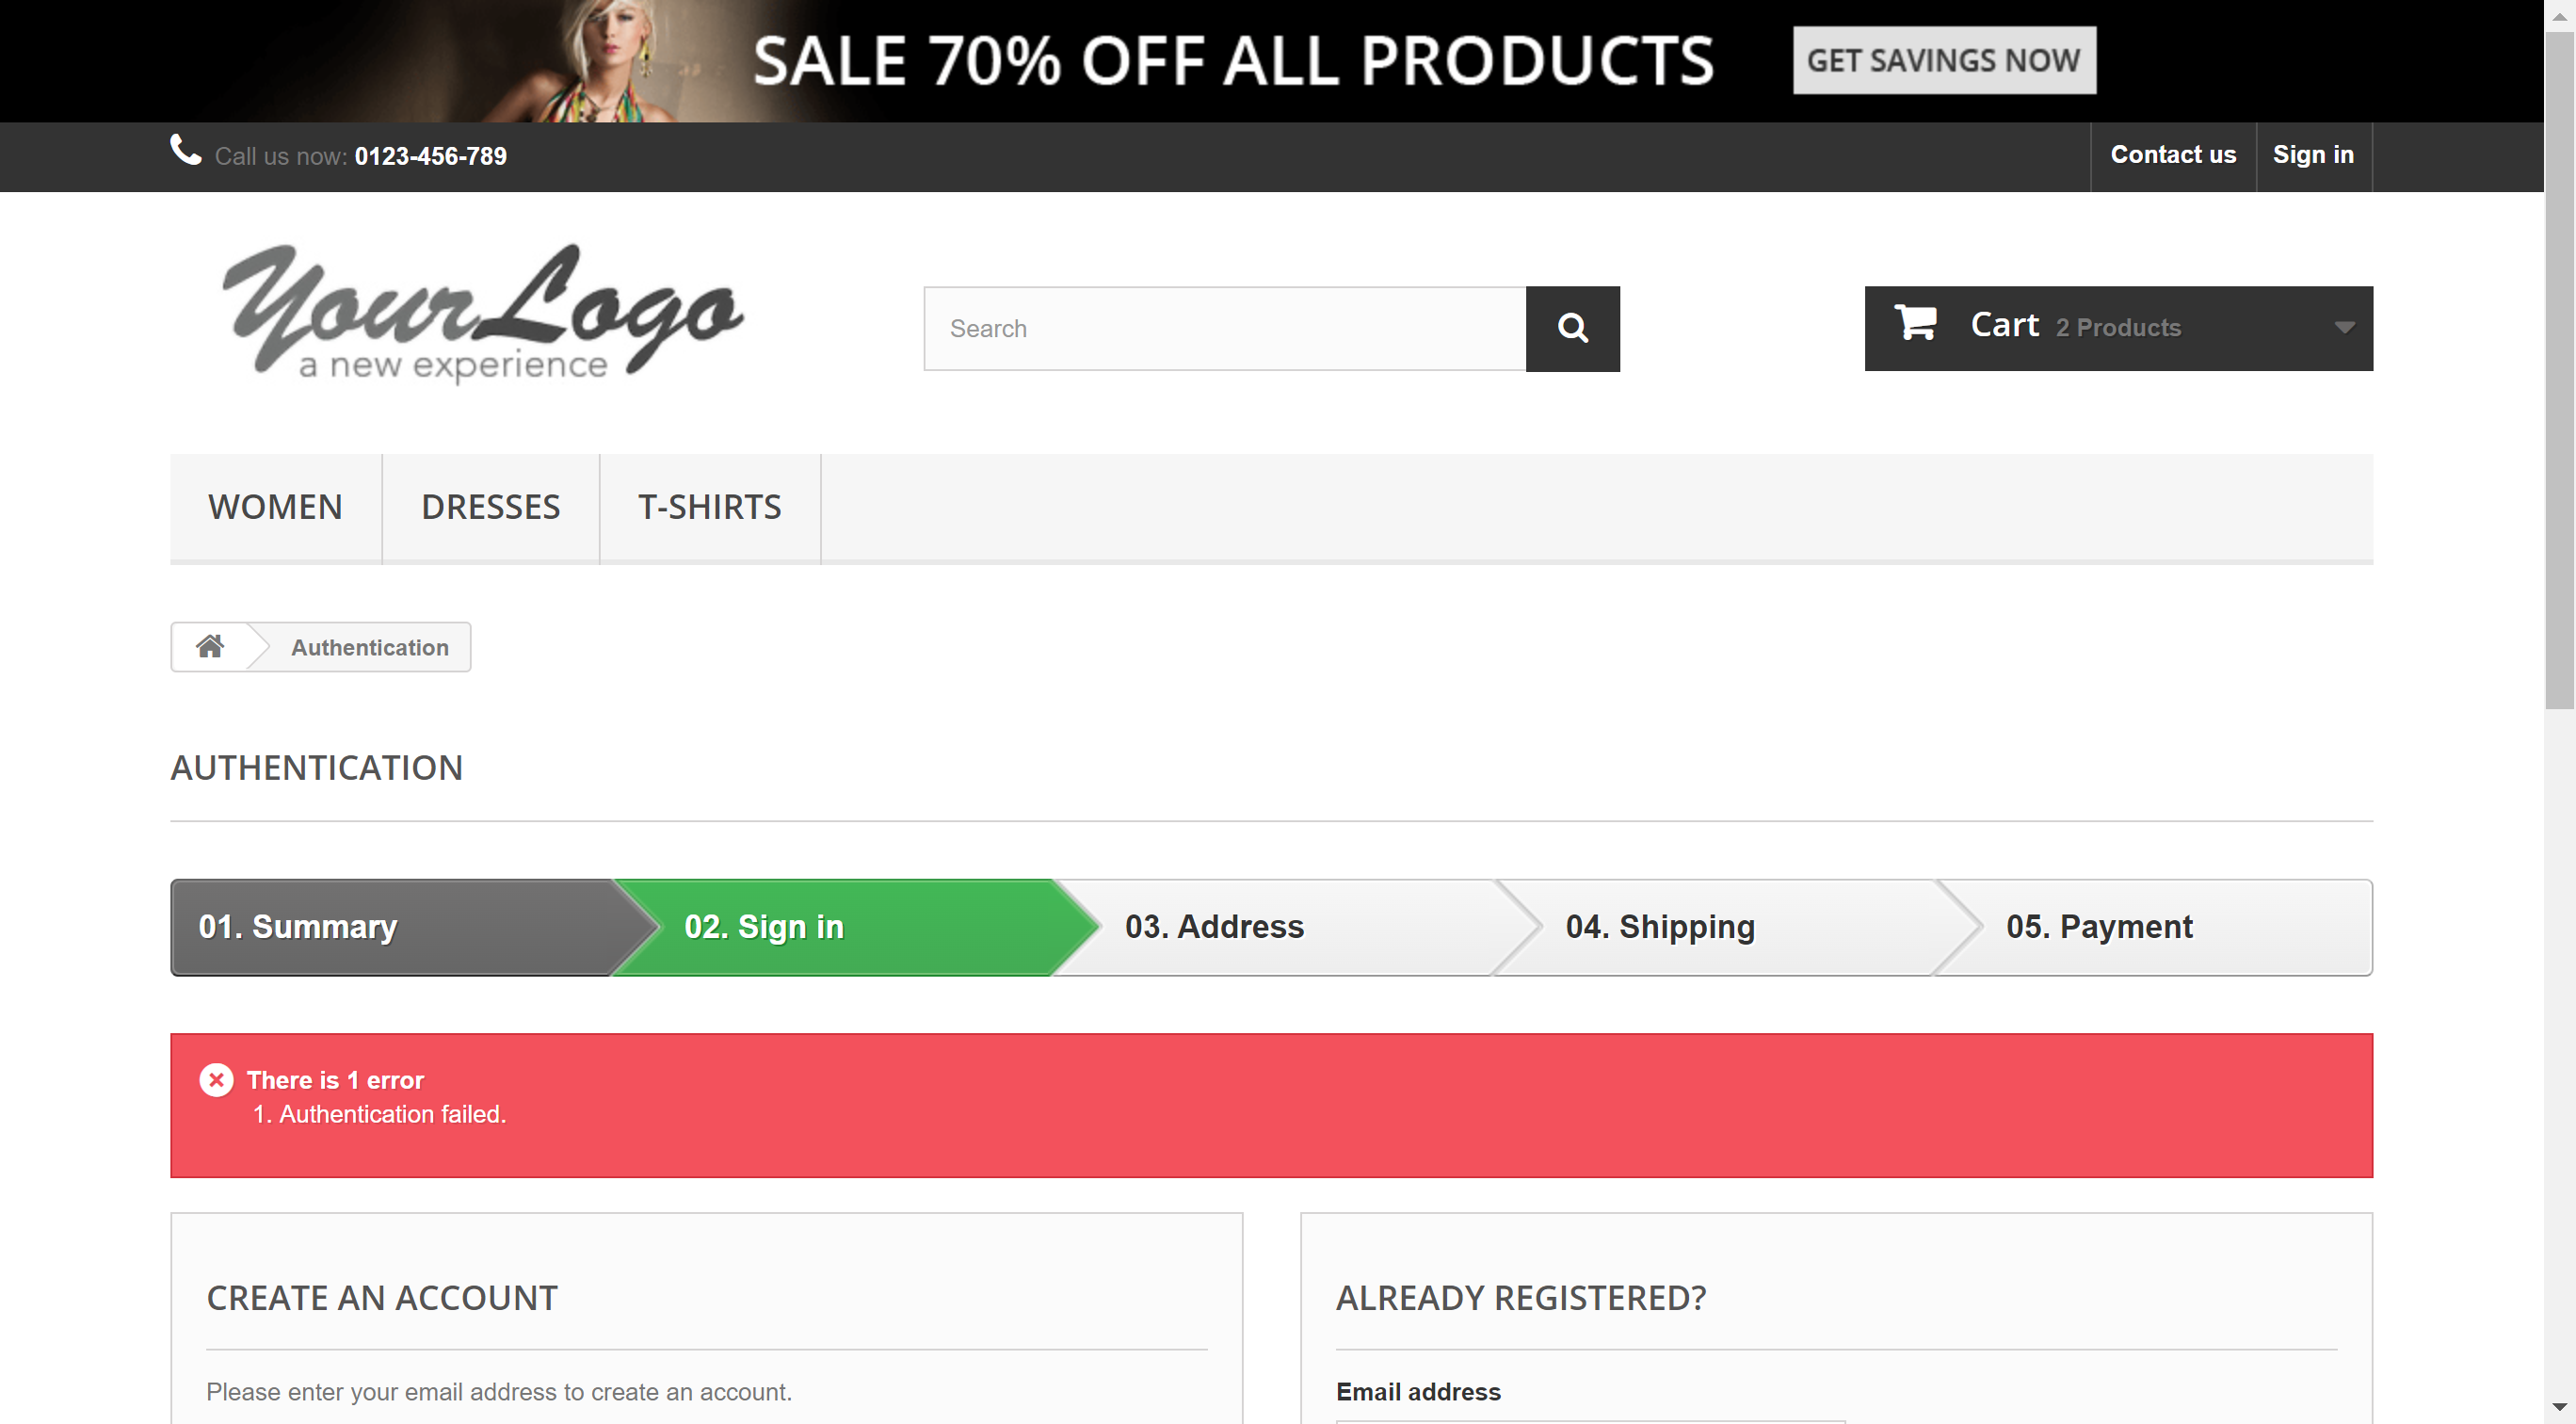 SALE 70% OFF ALL PRODUCTS GET SAVINGS NOW
Call us now: 0123-456-789 Contact us Sign in
Your Logo
a new experience
Search
Cart 2 Products
WOMEN DRESSES T-SHIRTS
Authentication
AUTHENTICATION
01. Summary 02. Sign in 03. Address 04. Shipping 05. Payment
There is 1 error
1. Authentication failed.
CREATE AN ACCOUNT
Please enter your email address to create an account.
ALREADY REGISTERED?
Email address